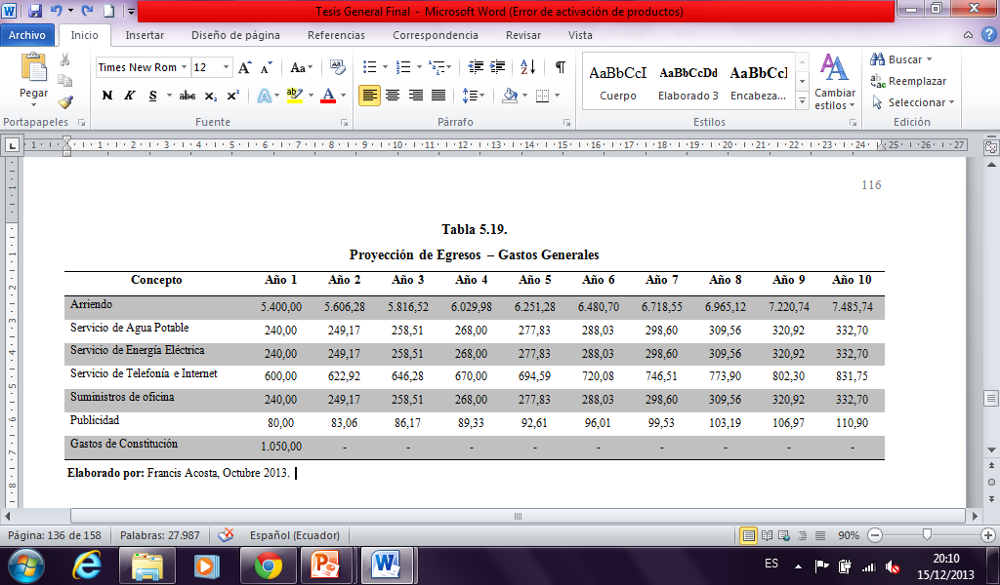 Tesis General Final - Microsoft Word (Error de activación de productos)
Archivo Inicio Insertar Diseño de página Referencias Correspondencia Revisar Vista
Pegar
Times New Rom 12
AaBbCcI AaBbCcDd AaBbCcl
Cuerpo Elaborado 3 Encabeza...
Cambiar estilos
Buscar
Reemplazar
Seleccionar
Portapapeles Fuente Párrafo Estilos Edición
1 1 2 3 4 5 6 7 8 9 10 11 12 13 14 15 16 17 18 19 20 21 22 23 24 25 26 27
116
Tabla 5.19.
Proyección de Egresos – Gastos Generales
Concepto Año 1 Año 2 Año 3 Año 4 Año 5 Año 6 Año 7 Año 8 Año 9 Año 10
Arriendo 5.400,00 5.606,28 5.816,52 6.029,98 6.251,28 6.480,70 6.718,55 6.965,12 7.220,74 7.485,74
Servicio de Agua Potable 240,00 249,17 258,51 268,00 277,83 288,03 298,60 309,56 320,92 332,70
Servicio de Energía Eléctrica 240,00 249,17 258,51 268,00 277,83 288,03 298,60 309,56 320,92 332,70
Servicio de Telefonía e Internet 600,00 622,92 646,28 670,00 694,59 720,08 746,51 773,90 802,30 831,75
Suministros de oficina 240,00 249,17 258,51 268,00 277,83 288,03 298,60 309,56 320,92 332,70
Publicidad 80,00 83,06 86,17 89,33 92,61 96,01 99,53 103,19 106,97 110,90
Gastos de Constitución 1.050,00 - - - - - - - - -
Elaborado por: Francis Acosta, Octubre 2013.
Página: 136 de 158 Palabras: 27.987 Español (Ecuador) 90%
ES 20:10
15/12/2013